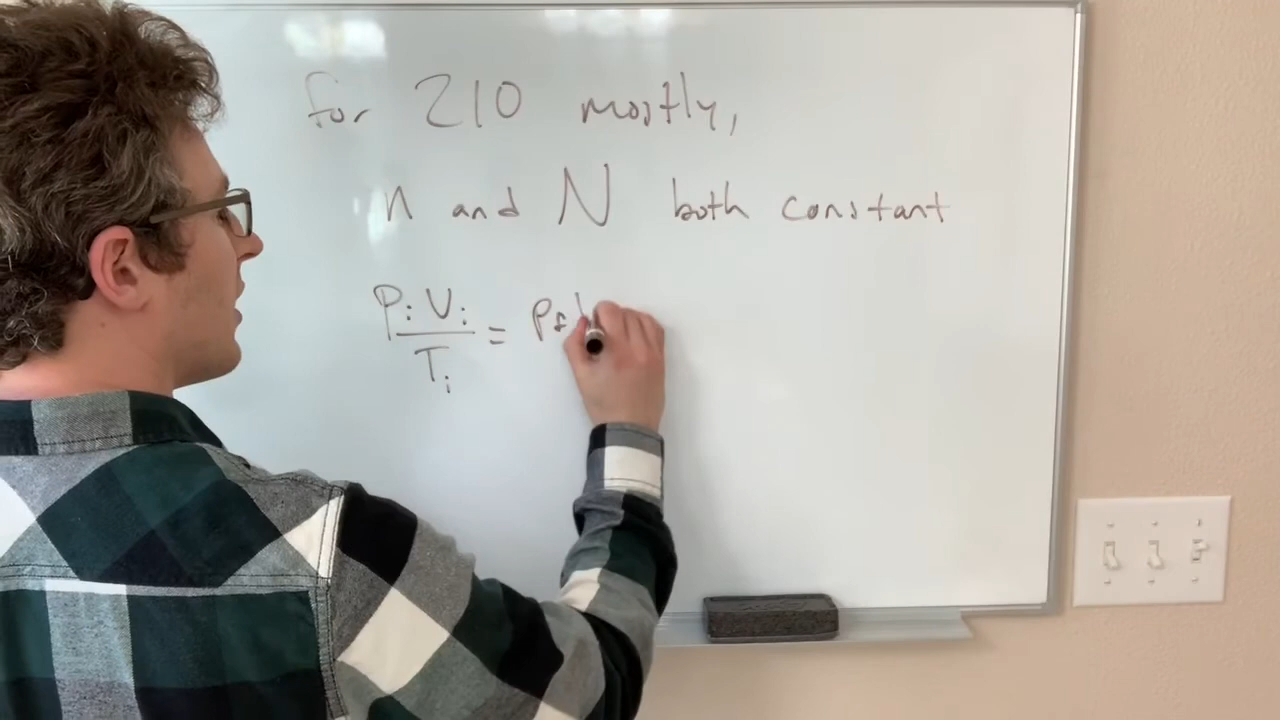 for 210 mostly,
n and N both constant
PiVi/Ti = Pf